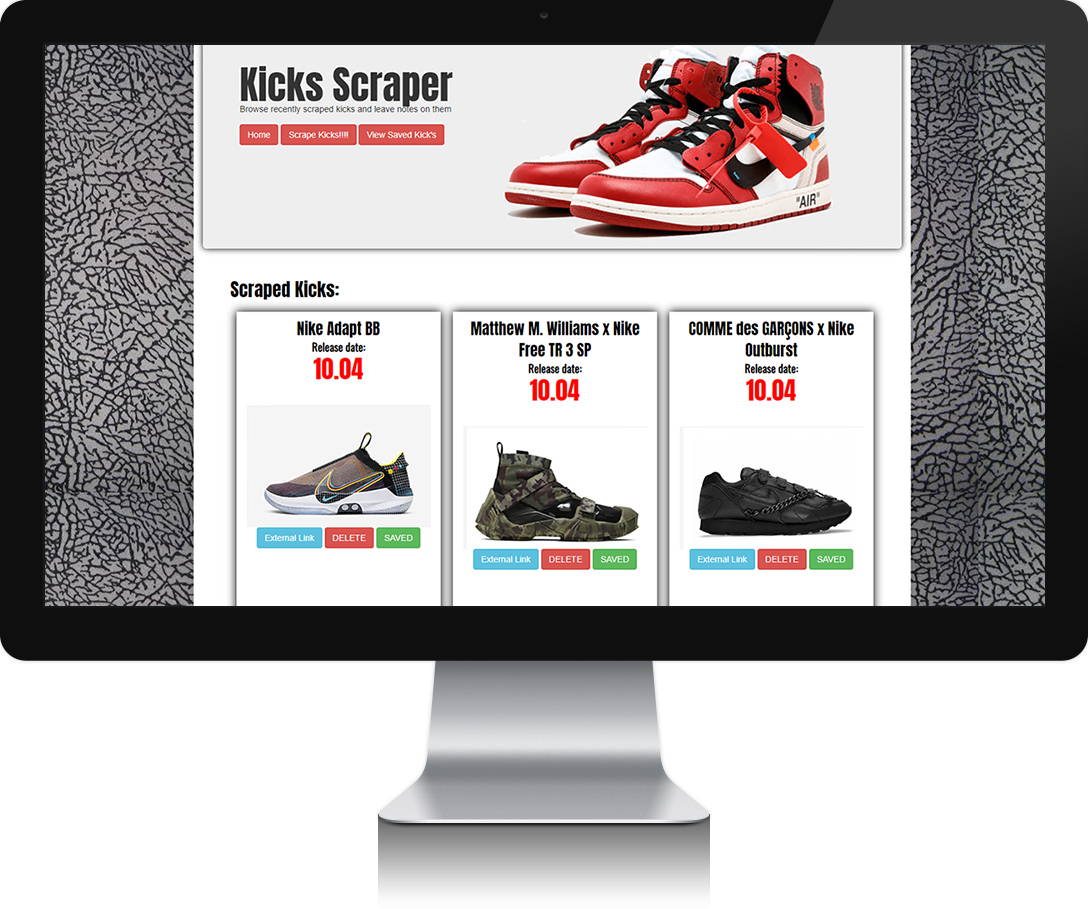 Kicks Scraper
Browse recently scraped kicks and leave notes on them
Home Scrape Kicks!!!!! View Saved Kick's
"AIR"
Scraped Kicks:
Nike Adapt BB
Release date:
10.04
External Link DELETE SAVED
Matthew M. Williams x Nike
Free TR 3 SP
Release date:
10.04
External Link DELETE SAVED
COMME des GARÇONS x Nike
Outburst
Release date:
10.04
External Link DELETE SAVED